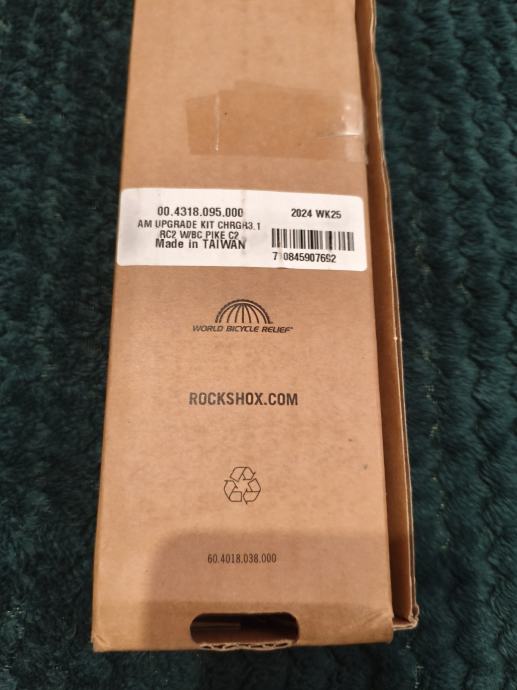 00.4318.095.000
2024 WK25
AM UPGRADE KIT CHRGR3.1
RC2 W/BC PIKE C2
Made in TAIWAN
710845907692
WORLD BICYCLE RELIEF
ROCKSHOX.COM
60.4018.038.000